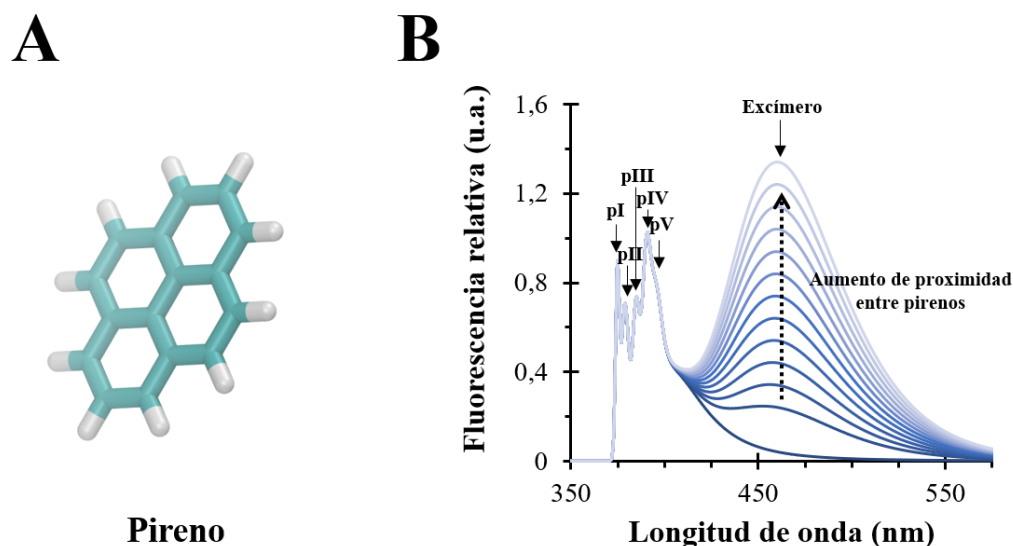 A
B
Fluorescencia relativa (u.a.)
1,6
1,2
0,8
0,4
0
Excímero
pIII
pIV
pI
pV
pII
Aumento de proximidad
entre pirenos
350
450
550
Pireno
Longitud de onda (nm)